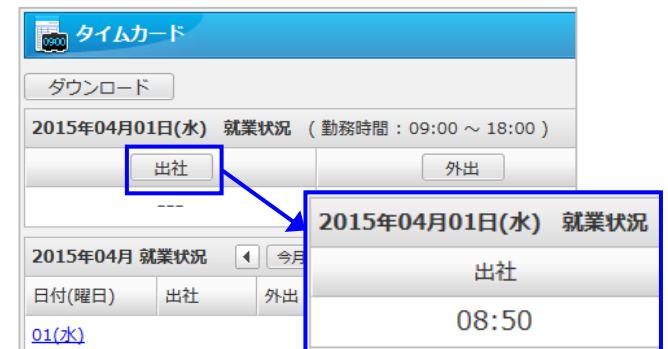 0900
タイムカード
ダウンロード
2015年04月01日(水) 就業状況 ( 勤務時間 : 09:00 ～ 18:00 )
出社 外出
---
2015年04月 就業状況 今月
日付(曜日) 出社 外出
01(水)
2015年04月01日(水) 就業状況
出社
08:50